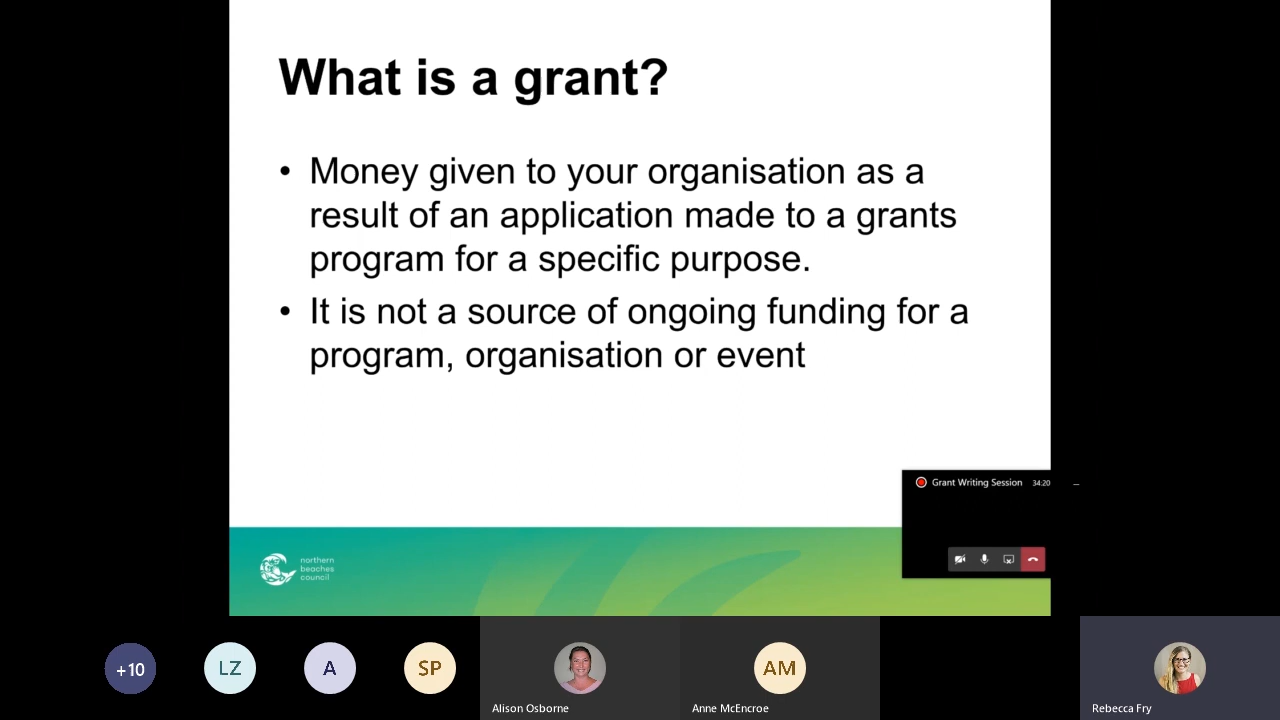 What is a grant?
• Money given to your organisation as a
result of an application made to a grants
program for a specific purpose.
• It is not a source of ongoing funding for a
program, organisation or event
Grant Writing Session 34:20 ...
northern
beaches
council
+10
LZ
A
SP
AM
Alison Osborne
Anne McEncroe
Rebecca Fry